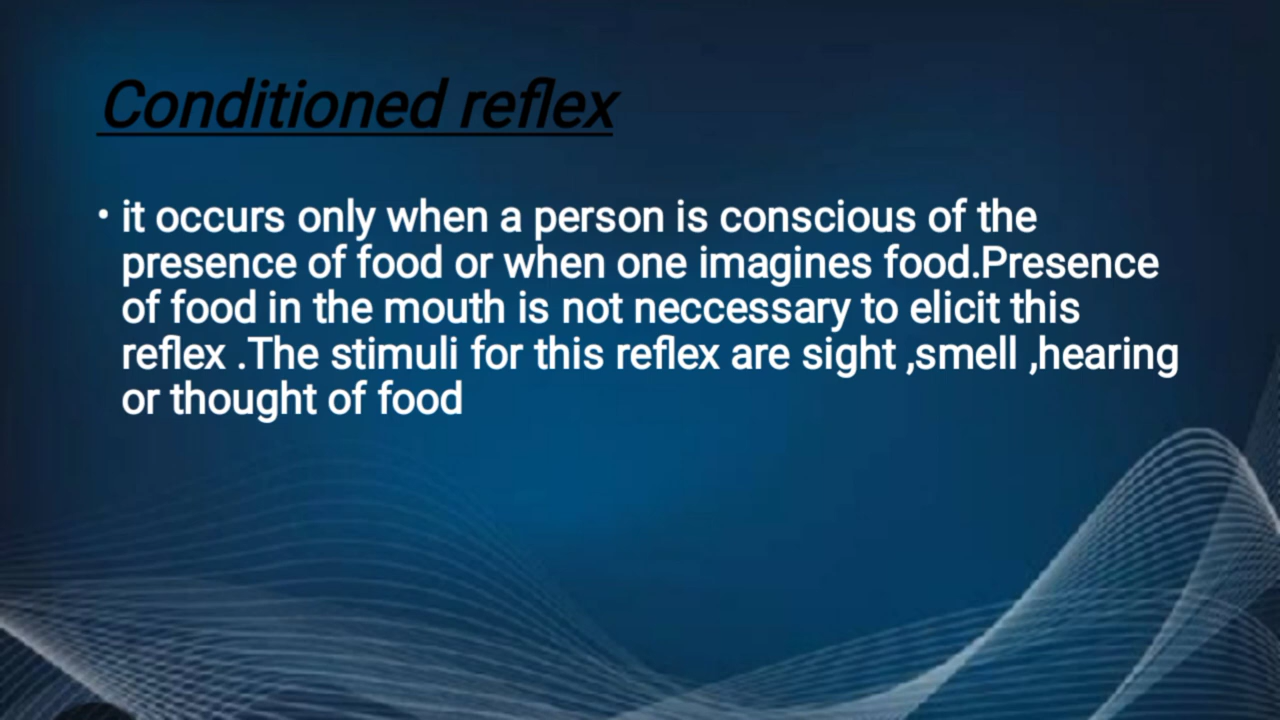 Conditioned reflex
• it occurs only when a person is conscious of the
presence of food or when one imagines food.Presence
of food in the mouth is not neccessary to elicit this
reflex .The stimuli for this reflex are sight ,smell ,hearing
or thought of food